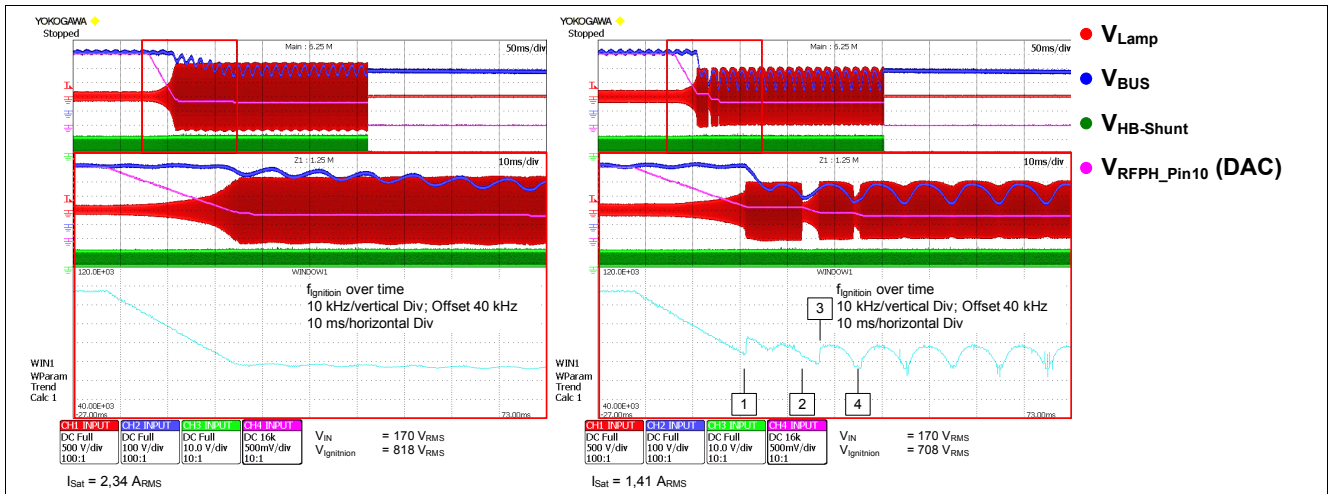 YOKOGAWA
Stopped
Main : 6.25 M
50ms/div
Z1 : 1.25 M
10ms/div
120.0E+03
WINDOW1
fIgnitioin over time
10 kHz/vertical Div; Offset 40 kHz
10 ms/horizontal Div
WIN1
WParam
Trend
Calc 1
40.00E+03
-27.00ms
73.00ms
CH1 INPUT
DC Full
500 V/div
100:1
CH2 INPUT
DC Full
100 V/div
100:1
CH3 INPUT
DC Full
10.0 V/div
10:1
CH4 INPUT
DC 16k
500mV/div
10:1
VIN = 170 VRMS
VIgnitnion = 818 VRMS
ISat = 2,34 ARMS
YOKOGAWA
Stopped
Main : 6.25 M
50ms/div
Z1 : 1.25 M
10ms/div
120.0E+03
WINDOW1
fIgnitioin over time
10 kHz/vertical Div; Offset 40 kHz
10 ms/horizontal Div
3
1
2
4
WIN1
WParam
Trend
Calc 1
40.00E+03
-27.00ms
73.00ms
CH1 INPUT
DC Full
500 V/div
100:1
CH2 INPUT
DC Full
100 V/div
100:1
CH3 INPUT
DC Full
10.0 V/div
10:1
CH4 INPUT
DC 16k
500mV/div
10:1
VIN = 170 VRMS
VIgnitnion = 708 VRMS
ISat = 1,41 ARMS
VLamp
VBUS
VHB-Shunt
VRFPH_Pin10 (DAC)